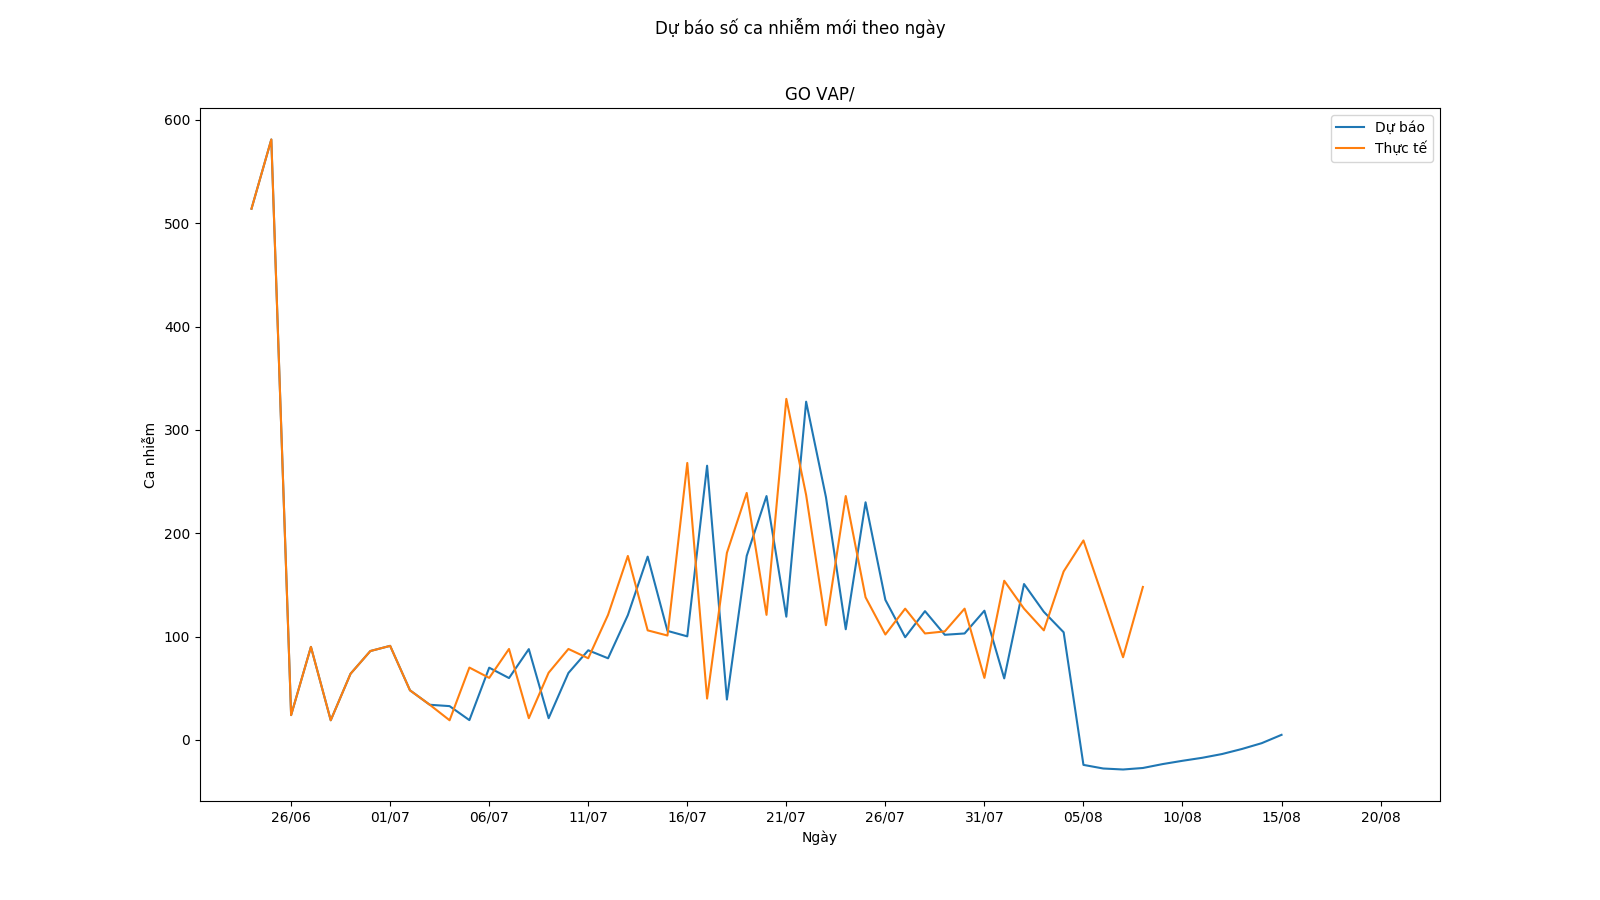 Dự báo số ca nhiễm mới theo ngày
GO VAP/
Dự báo
Thực tế
600
500
400
300
200
100
0
Ca nhiễm
26/06 01/07 06/07 11/07 16/07 21/07 26/07 31/07 05/08 10/08 15/08 20/08
Ngày